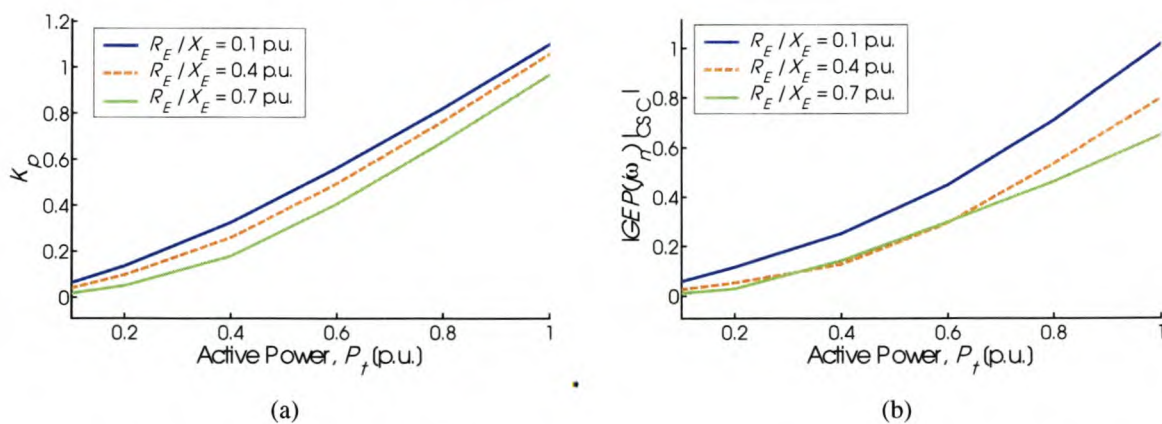 1.2
1
0.8
0.6
0.4
0.2
0
K_p
R_E / X_E = 0.1 p.u.
R_E / X_E = 0.4 p.u.
R_E / X_E = 0.7 p.u.
0.2 0.4 0.6 0.8 1
Active Power, P_t (p.u.)
(a)
1
0.8
0.6
0.4
0.2
0
|GEP(jω_n)|_CSC|
R_E / X_E = 0.1 p.u.
R_E / X_E = 0.4 p.u.
R_E / X_E = 0.7 p.u.
0.2 0.4 0.6 0.8 1
Active Power, P_t (p.u.)
(b)